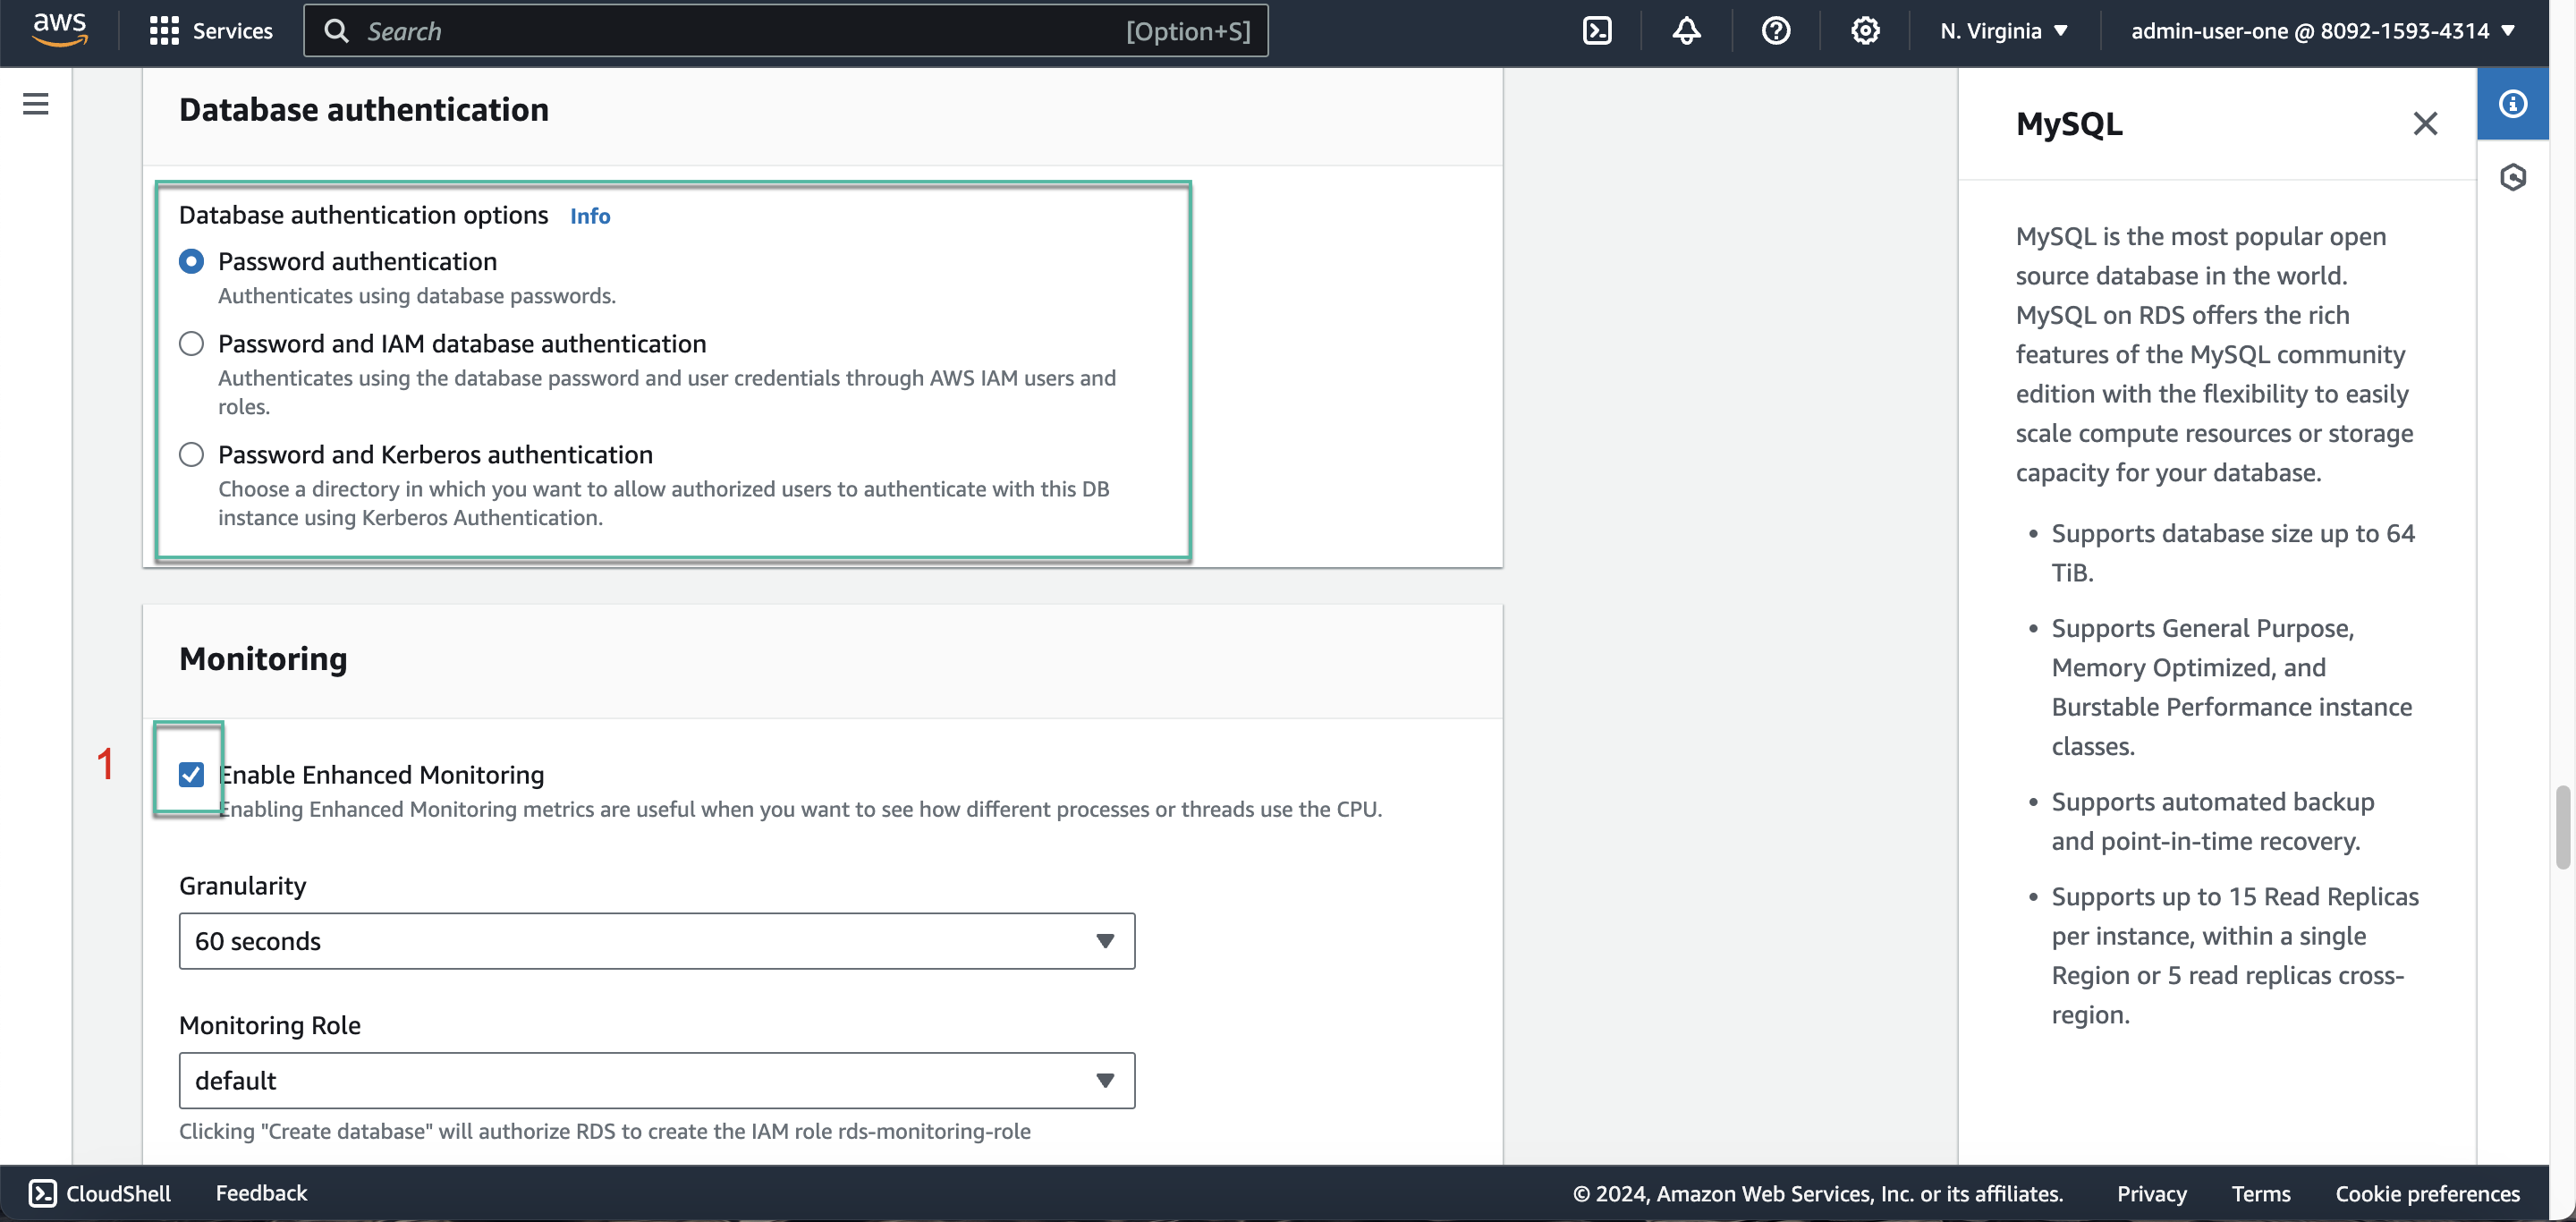 aws
Services
Search
[Option+S]
N. Virginia
admin-user-one @ 8092-1593-4314
Database authentication
Database authentication options Info
Password authentication
Authenticates using database passwords.
Password and IAM database authentication
Authenticates using the database password and user credentials through AWS IAM users and
roles.
Password and Kerberos authentication
Choose a directory in which you want to allow authorized users to authenticate with this DB
instance using Kerberos Authentication.
Monitoring
1
Enable Enhanced Monitoring
Enabling Enhanced Monitoring metrics are useful when you want to see how different processes or threads use the CPU.
Granularity
60 seconds
Monitoring Role
default
Clicking "Create database" will authorize RDS to create the IAM role rds-monitoring-role
MySQL
MySQL is the most popular open
source database in the world.
MySQL on RDS offers the rich
features of the MySQL community
edition with the flexibility to easily
scale compute resources or storage
capacity for your database.
• Supports database size up to 64
TiB.
• Supports General Purpose,
Memory Optimized, and
Burstable Performance instance
classes.
• Supports automated backup
and point-in-time recovery.
• Supports up to 15 Read Replicas
per instance, within a single
Region or 5 read replicas cross-
region.
CloudShell
Feedback
© 2024, Amazon Web Services, Inc. or its affiliates.
Privacy
Terms
Cookie preferences